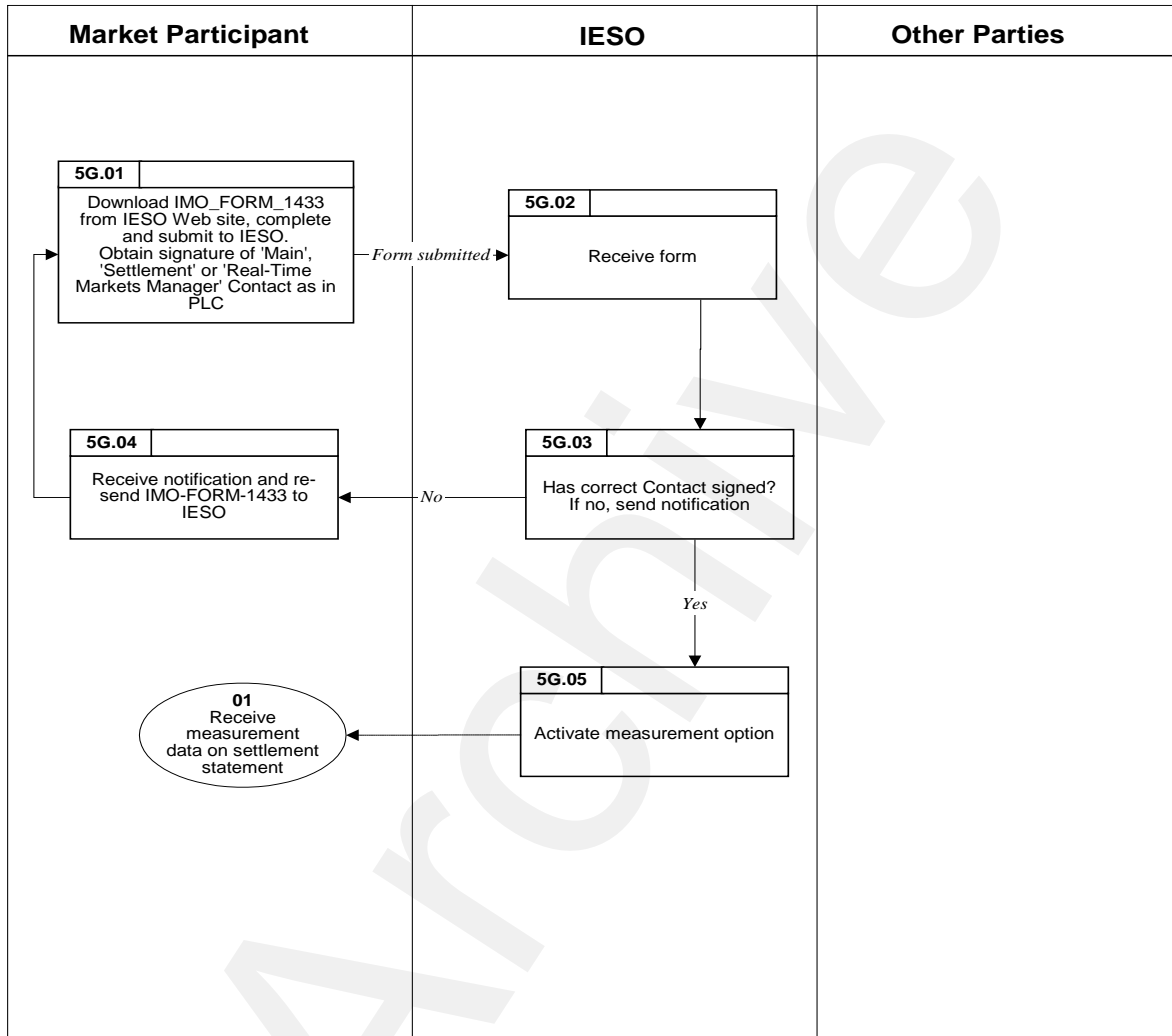 Market Participant
IESO
Other Parties
5G.01
Download IMO_FORM_1433
from IESO Web site, complete
and submit to IESO.
Obtain signature of 'Main',
'Settlement' or 'Real-Time
Markets Manager' Contact as in
PLC
Form submitted
5G.02
Receive form
5G.04
Receive notification and re-
send IMO-FORM-1433 to
IESO
No
5G.03
Has correct Contact signed?
If no, send notification
Yes
01
Receive
measurement
data on settlement
statement
5G.05
Activate measurement option
Archive